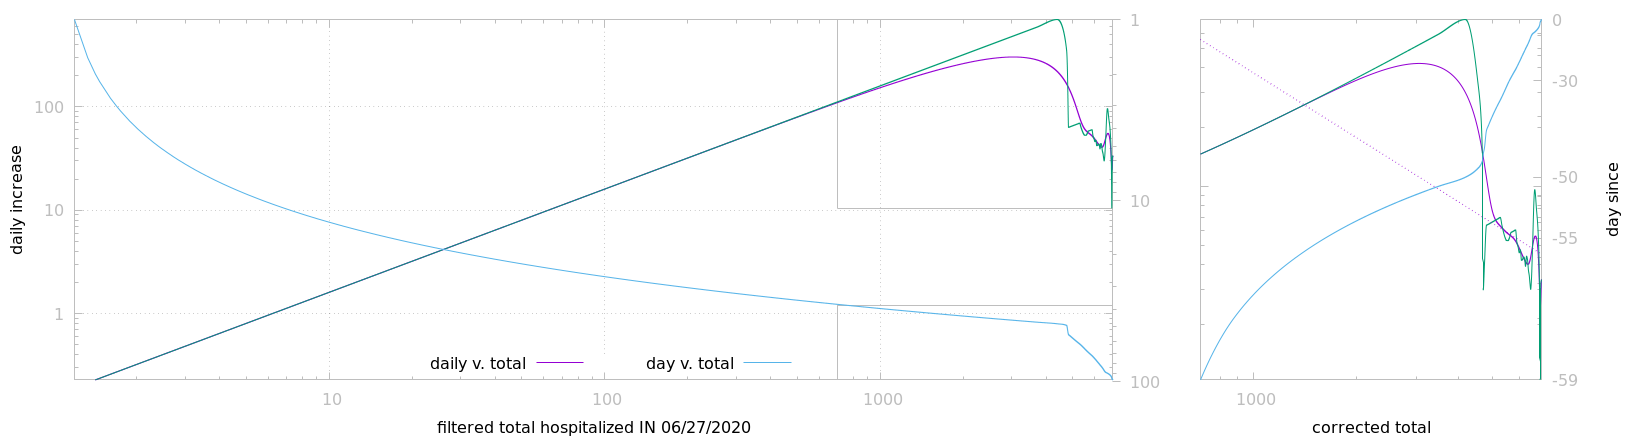 daily increase
100
10
1
10
100
1000
filtered total hospitalized IN 06/27/2020
daily v. total
day v. total
1
10
100
1000
corrected total
0
-30
-50
-55
-59
day since